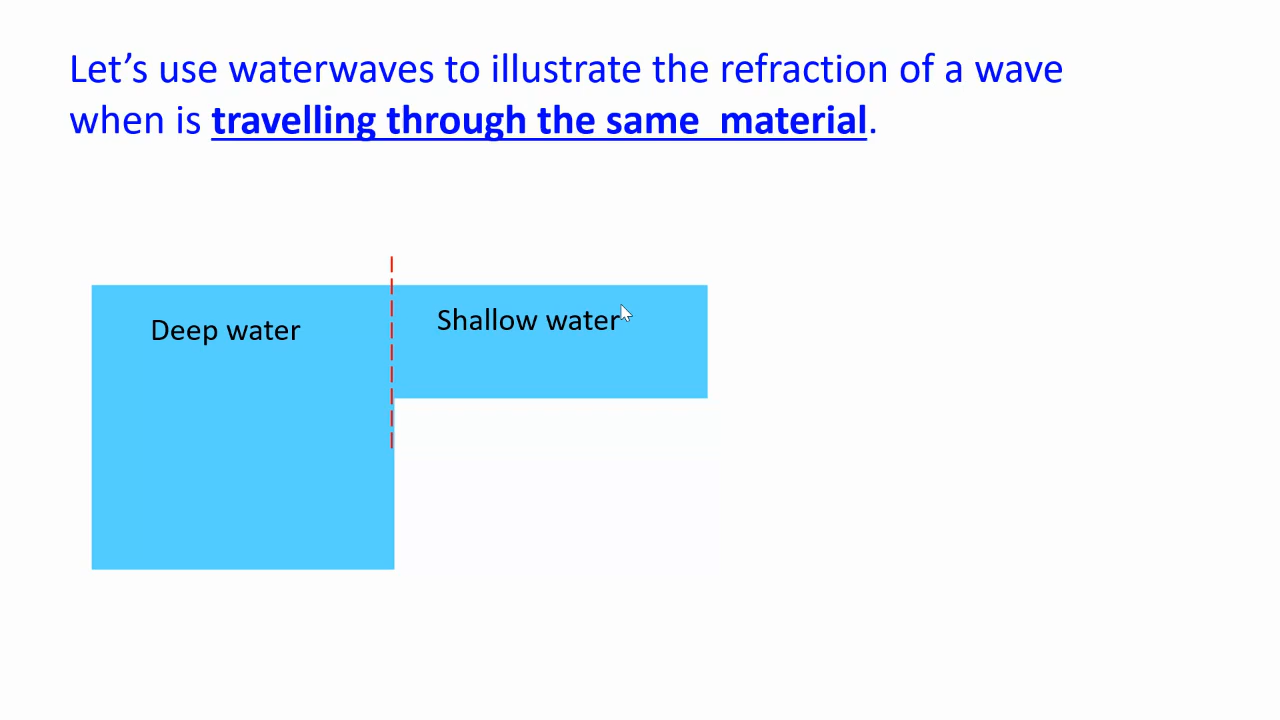 Let’s use waterwaves to illustrate the refraction of a wave
when is travelling through the same  material.
Deep water
Shallow water